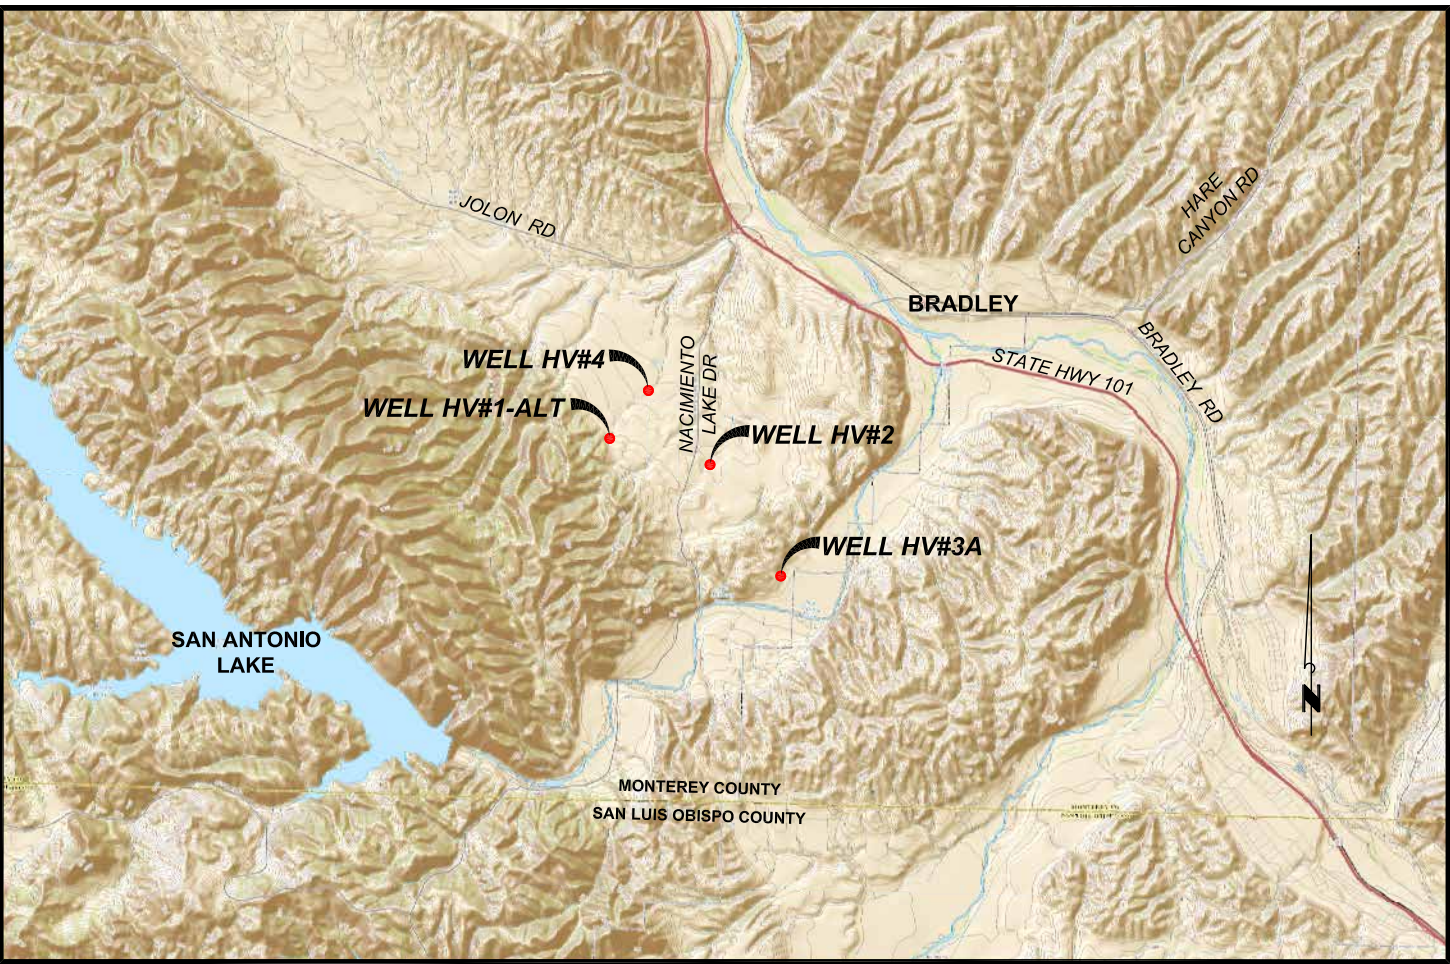 HARE
CANYON RD
JOLON RD
BRADLEY
BRADLEY RD
STATE HWY 101
NACIMIENTO
LAKE DR
WELL HV#4
WELL HV#1-ALT
WELL HV#2
WELL HV#3A
SAN ANTONIO
LAKE
N
MONTEREY COUNTY
SAN LUIS OBISPO COUNTY